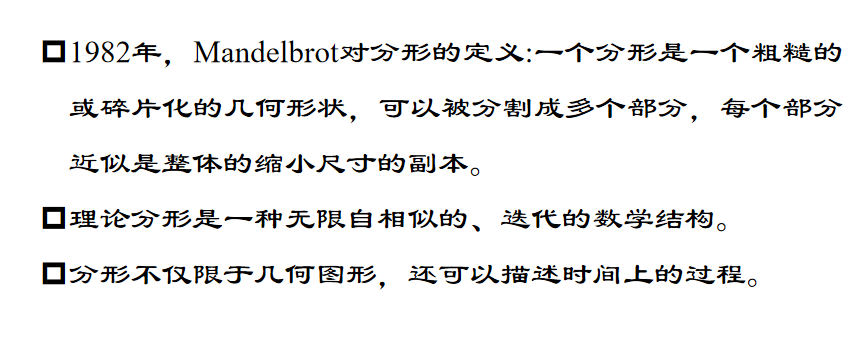 ❑1982年，Mandelbrot对分形的定义:一个分形是一个粗糙的
或碎片化的几何形状，可以被分割成多个部分，每个部分
近似是整体的缩小尺寸的副本。
❑理论分形是一种无限自相似的、迭代的数学结构。
❑分形不仅限于几何图形，还可以描述时间上的过程。